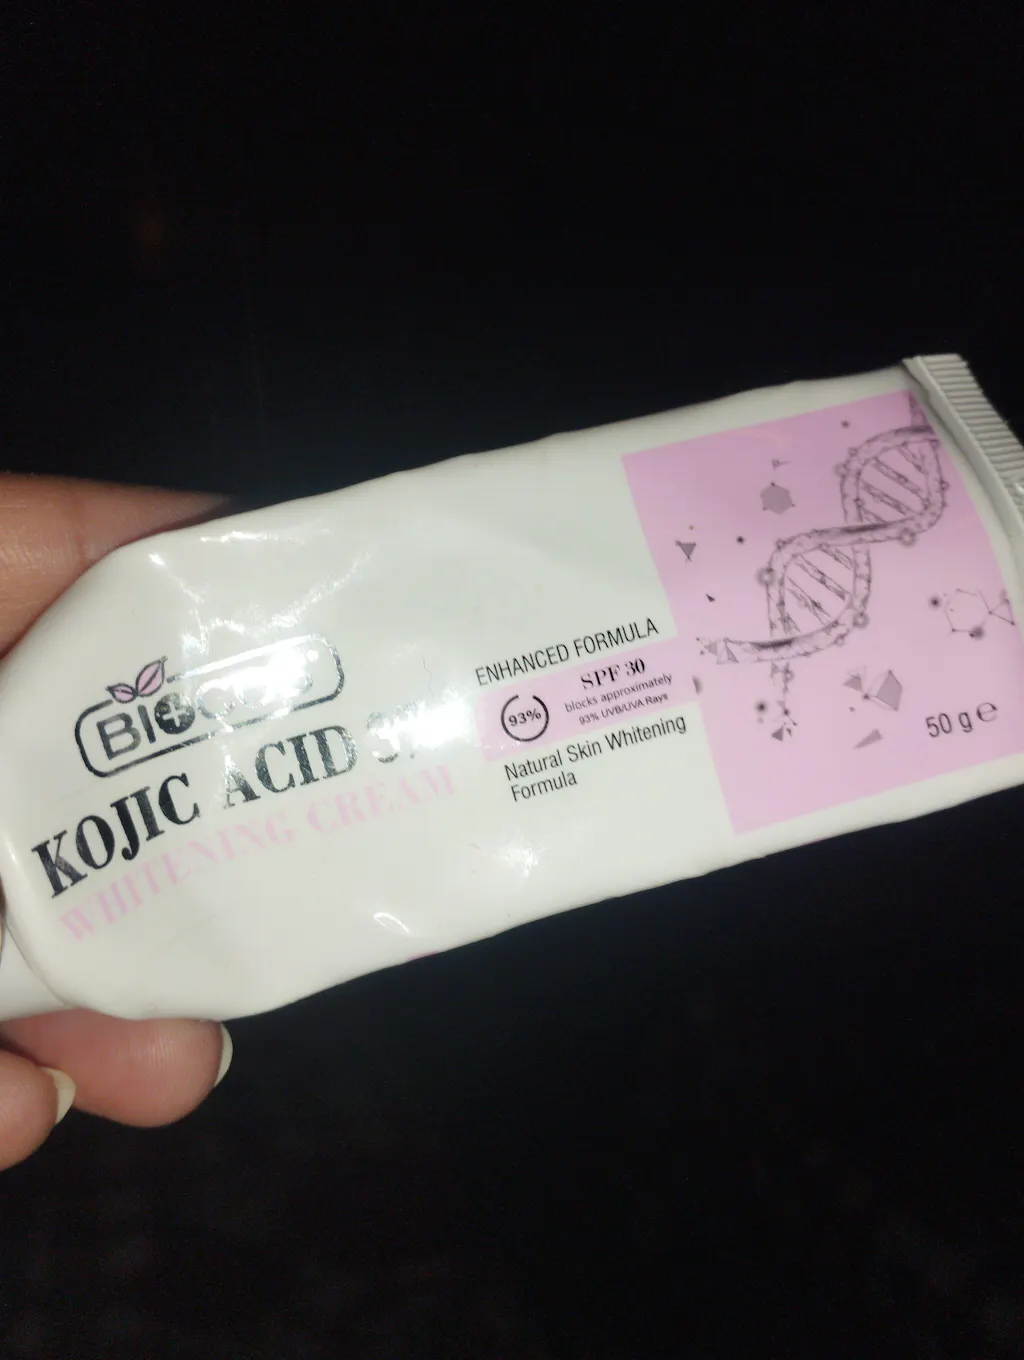 KOJIC ACID
WHITENING CREAM
ENHANCED FORMULA
SPF 30
93%
blocks approximately
93% UVB/UVA Rays
Natural Skin Whitening
Formula
50 g e